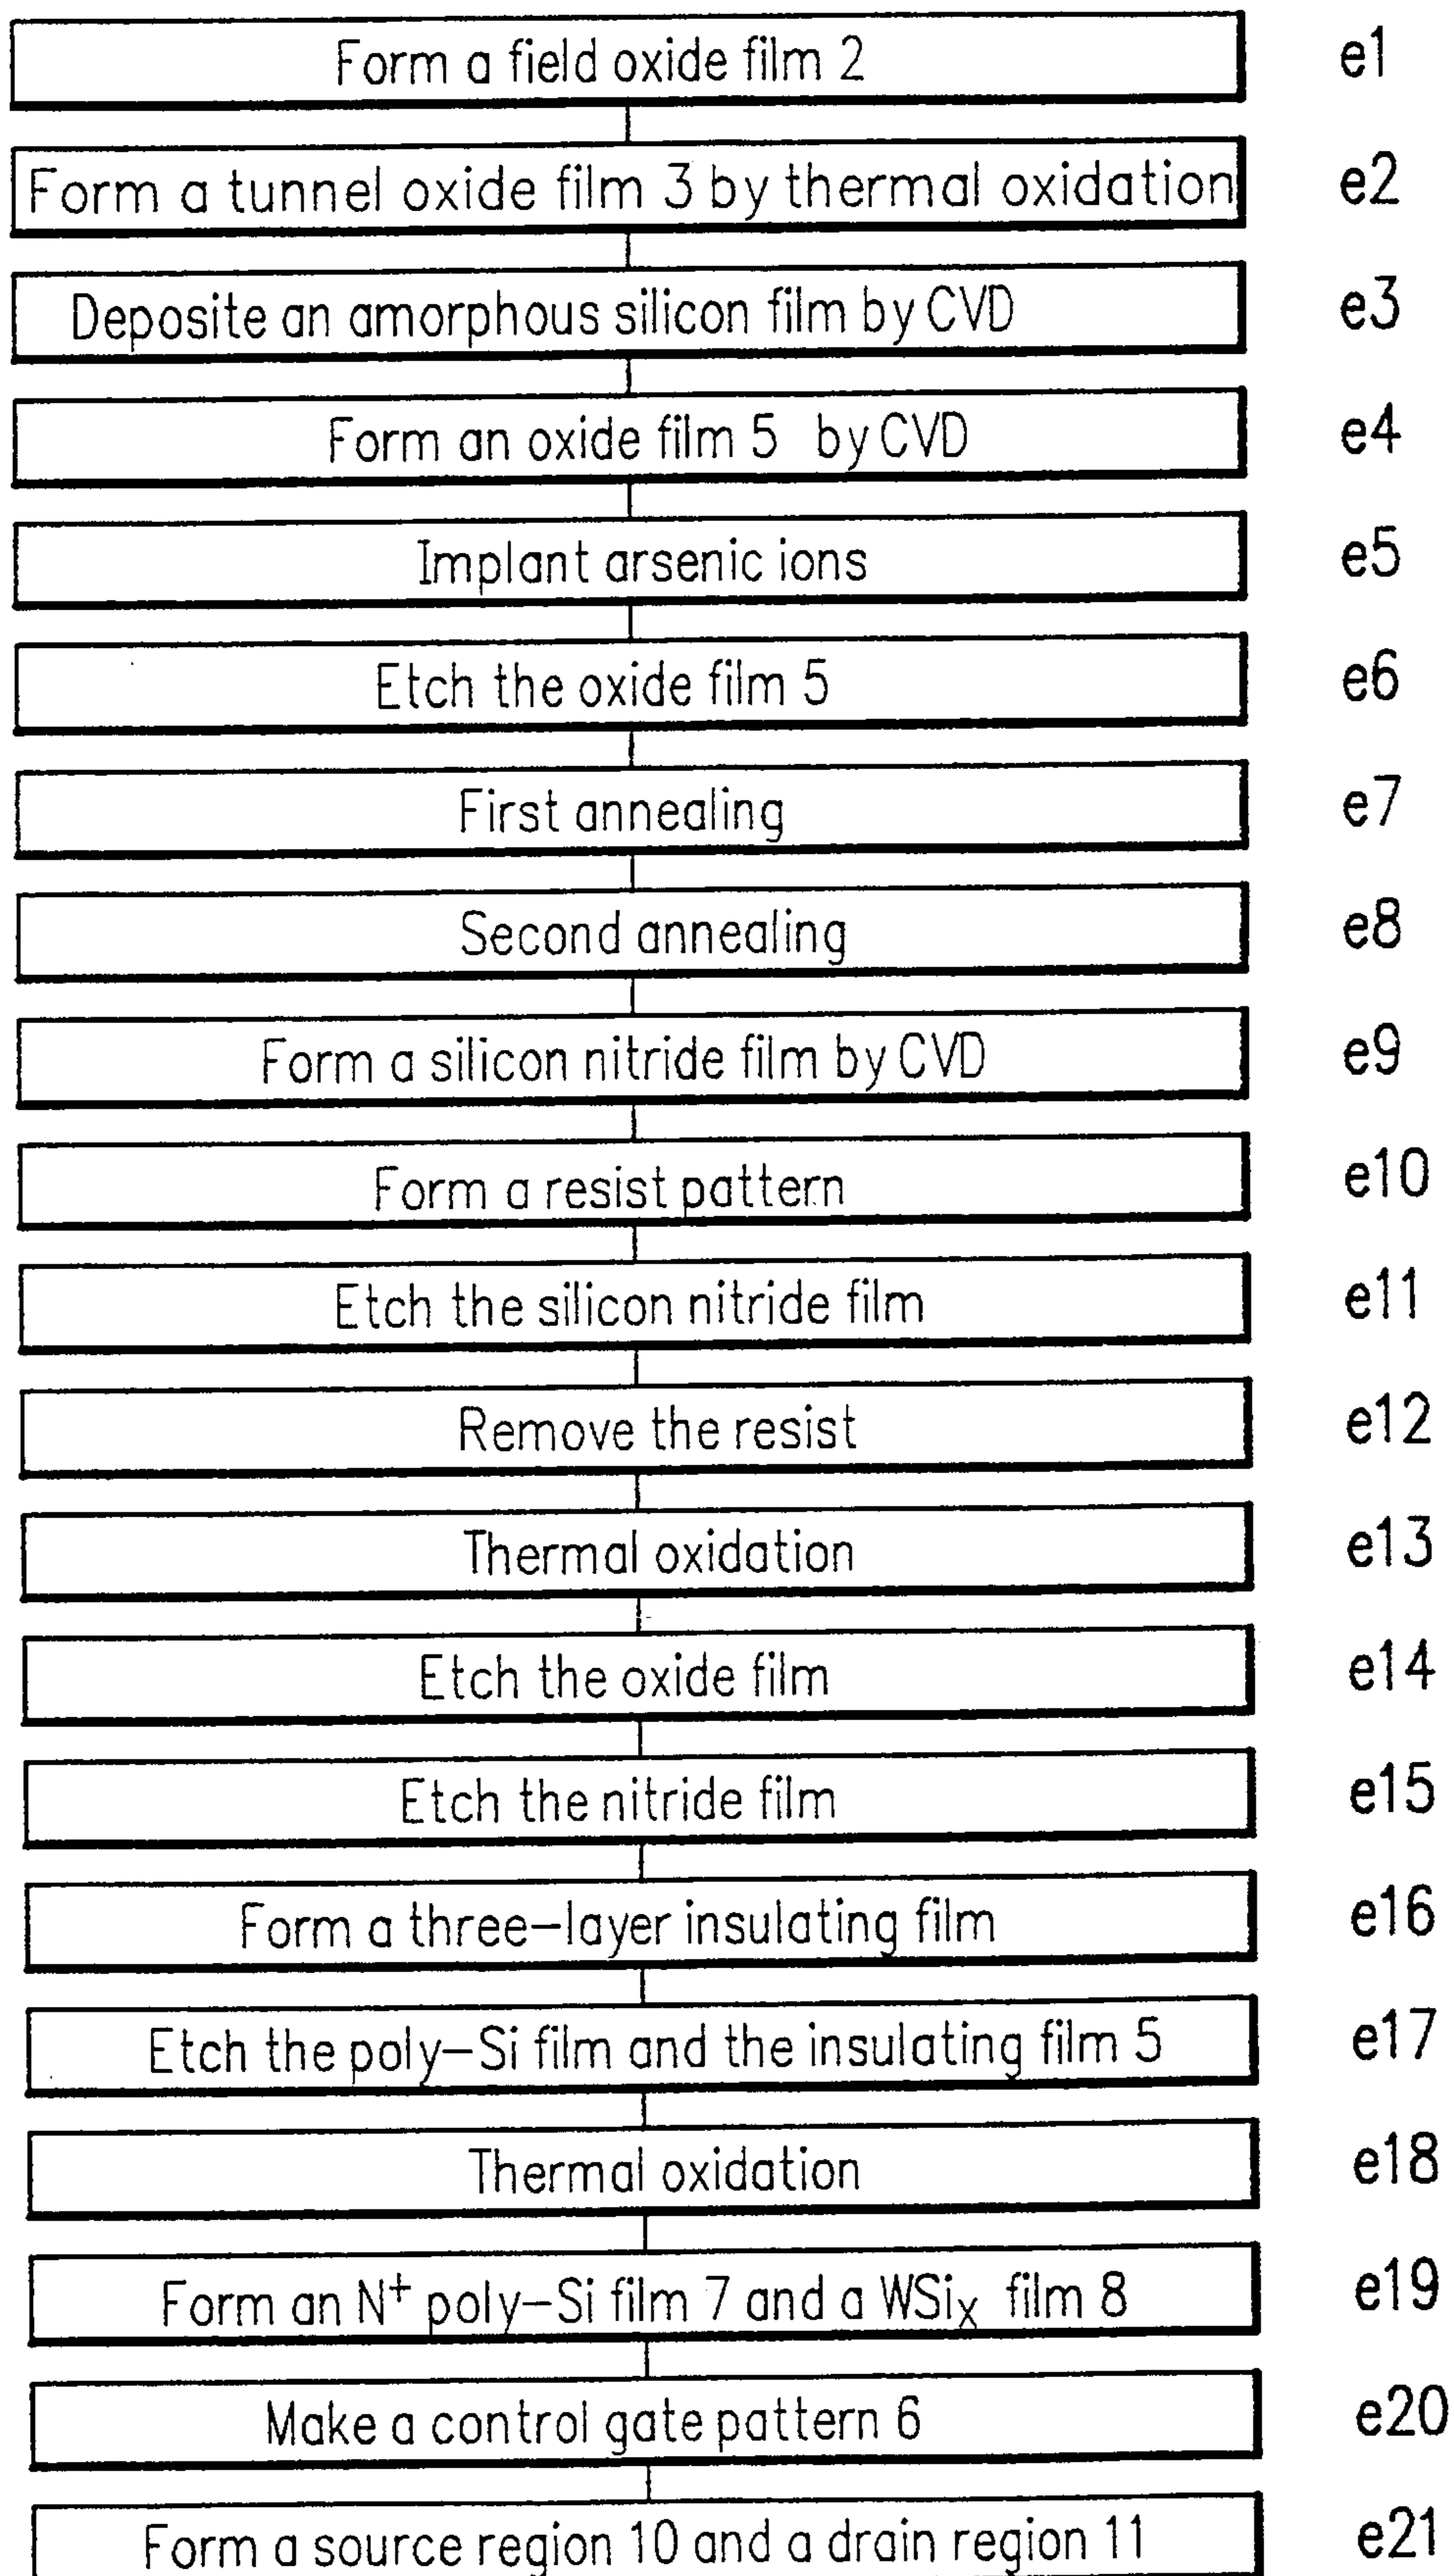 Form a field oxide film 2 e1
Form a tunnel oxide film 3 by thermal oxidation e2
Deposite an amorphous silicon film by CVD e3
Form an oxide film 5 by CVD e4
Implant arsenic ions e5
Etch the oxide film 5 e6
First annealing e7
Second annealing e8
Form a silicon nitride film by CVD e9
Form a resist pattern e10
Etch the silicon nitride film e11
Remove the resist e12
Thermal oxidation e13
Etch the oxide film e14
Etch the nitride film e15
Form a three-layer insulating film e16
Etch the poly-Si film and the insulating film 5 e17
Thermal oxidation e18
Form an N⁺ poly-Si film 7 and a WSiₓ film 8 e19
Make a control gate pattern 6 e20
Form a source region 10 and a drain region 11 e21